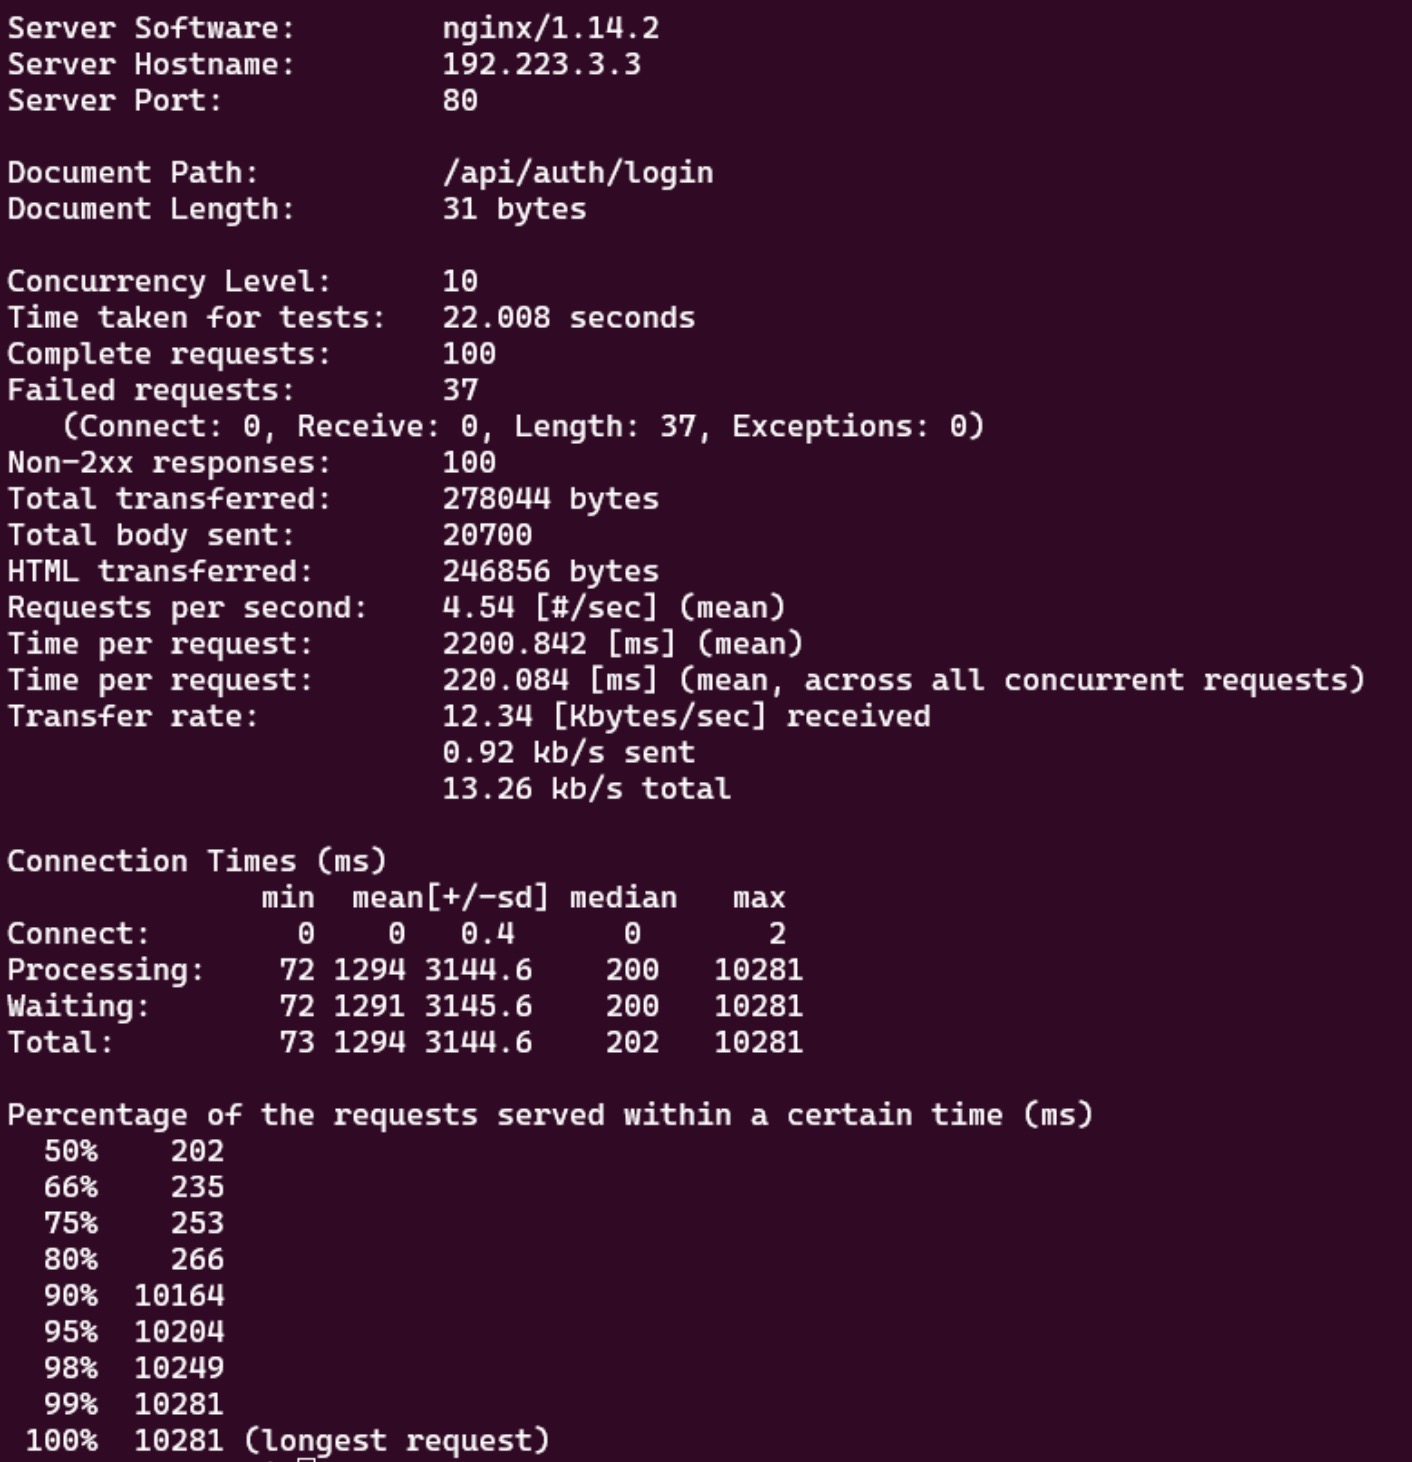 Server Software:        nginx/1.14.2
Server Hostname:        192.223.3.3
Server Port:            80

Document Path:          /api/auth/login
Document Length:        31 bytes

Concurrency Level:      10
Time taken for tests:   22.008 seconds
Complete requests:      100
Failed requests:        37
   (Connect: 0, Receive: 0, Length: 37, Exceptions: 0)
Non-2xx responses:      100
Total transferred:      278044 bytes
Total body sent:        20700
HTML transferred:       246856 bytes
Requests per second:    4.54 [#/sec] (mean)
Time per request:       2200.842 [ms] (mean)
Time per request:       220.084 [ms] (mean, across all concurrent requests)
Transfer rate:          12.34 [Kbytes/sec] received
                        0.92 kb/s sent
                        13.26 kb/s total

Connection Times (ms)
              min  mean[+/-sd] median   max
Connect:        0    0   0.4      0       2
Processing:    72 1294 3144.6    200   10281
Waiting:       72 1291 3145.6    200   10281
Total:         73 1294 3144.6    202   10281

Percentage of the requests served within a certain time (ms)
  50%    202
  66%    235
  75%    253
  80%    266
  90%  10164
  95%  10204
  98%  10249
  99%  10281
 100%  10281 (longest request)